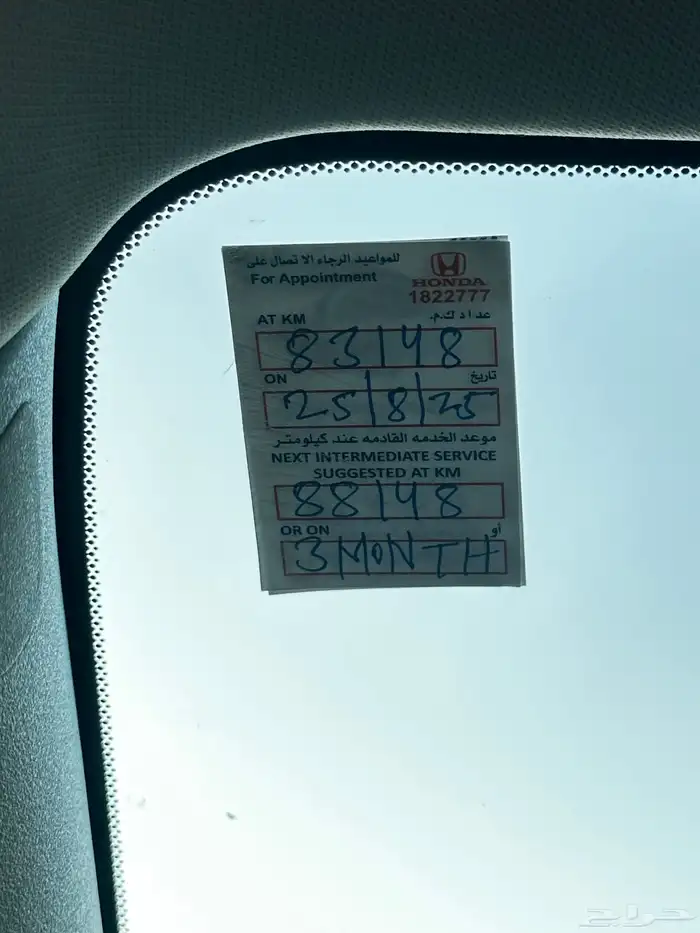 للمواعيد الرجاء الاتصال على
For Appointment
HONDA
1822777
AT KM
عداد ك.م.
83148
ON
تاريخ
25/8/25
موعد الخدمه القادمه عند كيلومتر
NEXT INTERMEDIATE SERVICE
SUGGESTED AT KM
88148
OR ON
أو
3 MONTH
حراج